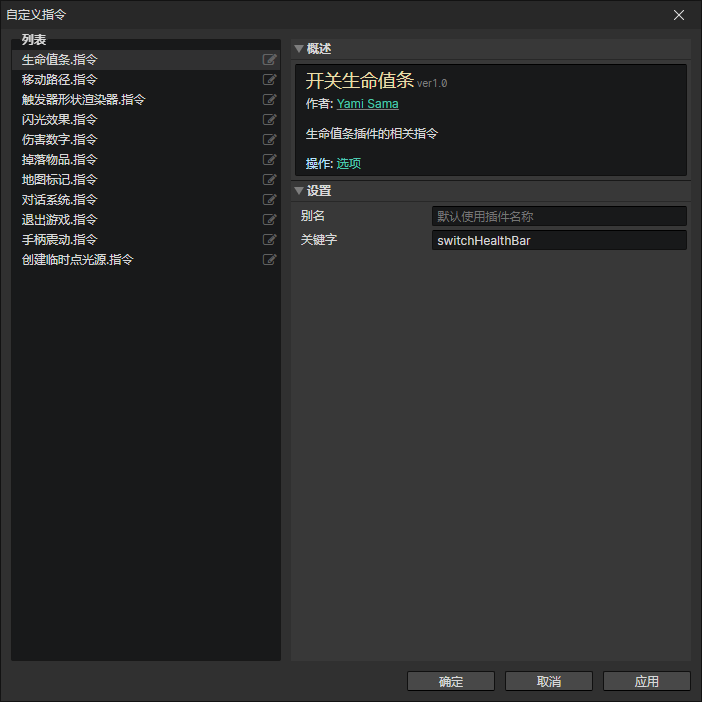 自定义指令
列表
生命值条.指令
移动路径.指令
触发器形状渲染器.指令
闪光效果.指令
伤害数字.指令
掉落物品.指令
地图标记.指令
对话系统.指令
退出游戏.指令
手柄震动.指令
创建临时点光源.指令
概述
开关生命值条 ver1.0
作者: Yami Sama
生命值条插件的相关指令
操作: 选项
设置
别名 默认使用插件名称
关键字 switchHealthBar
确定 取消 应用